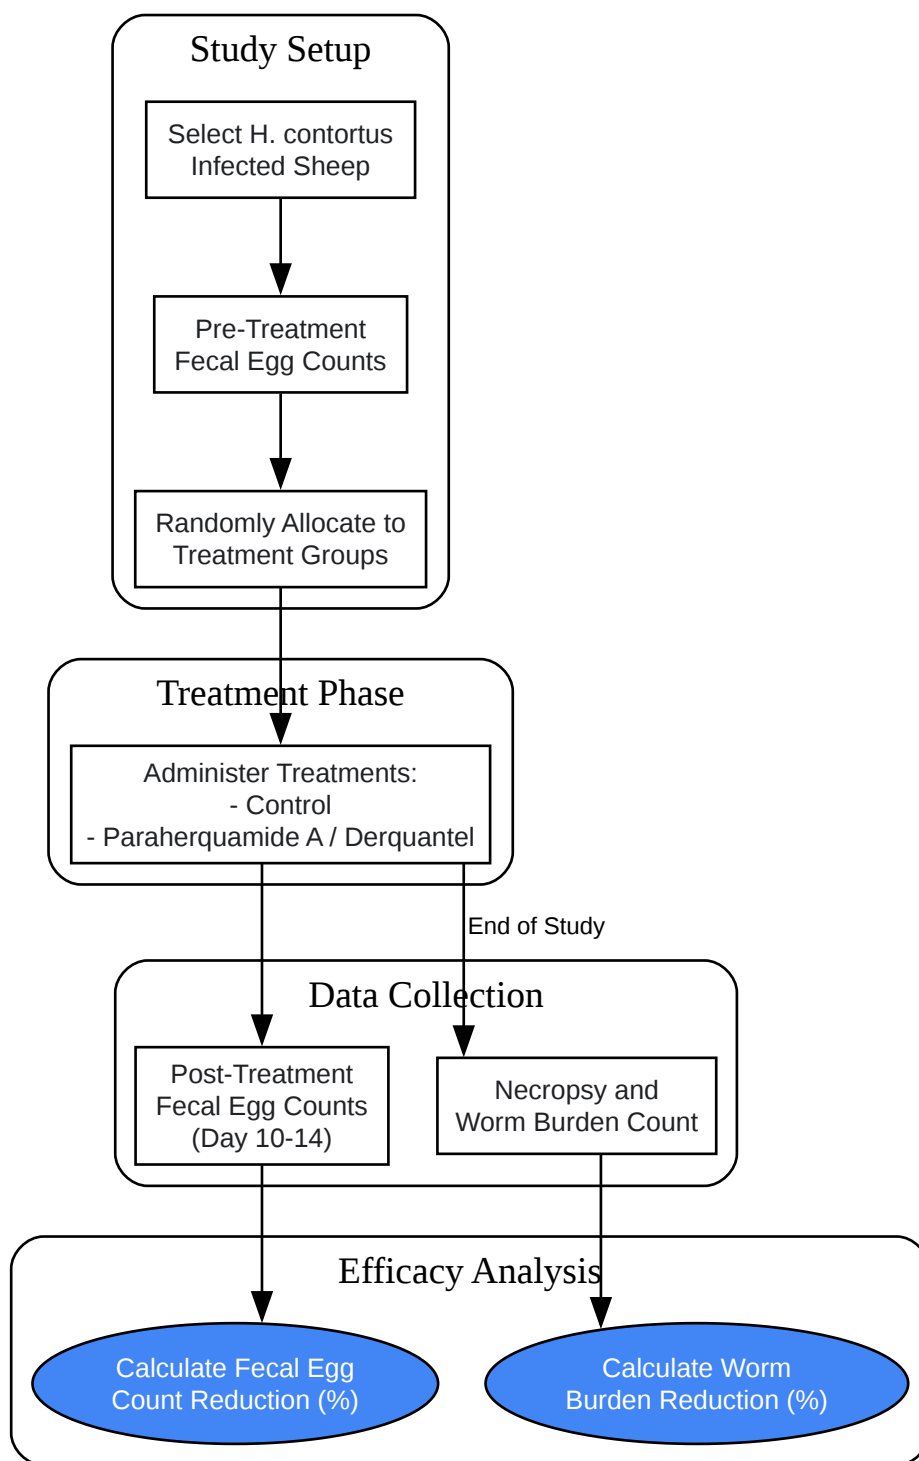 Study Setup
Select H. contortus
Infected Sheep
Pre-Treatment
Fecal Egg Counts
Randomly Allocate to
Treatment Groups
Treatment Phase
Administer Treatments:
- Control
- Paraherquamide A / Derquantel
End of Study
Data Collection
Post-Treatment
Fecal Egg Counts
(Day 10-14)
Necropsy and
Worm Burden Count
Efficacy Analysis
Calculate Fecal Egg
Count Reduction (%)
Calculate Worm
Burden Reduction (%)